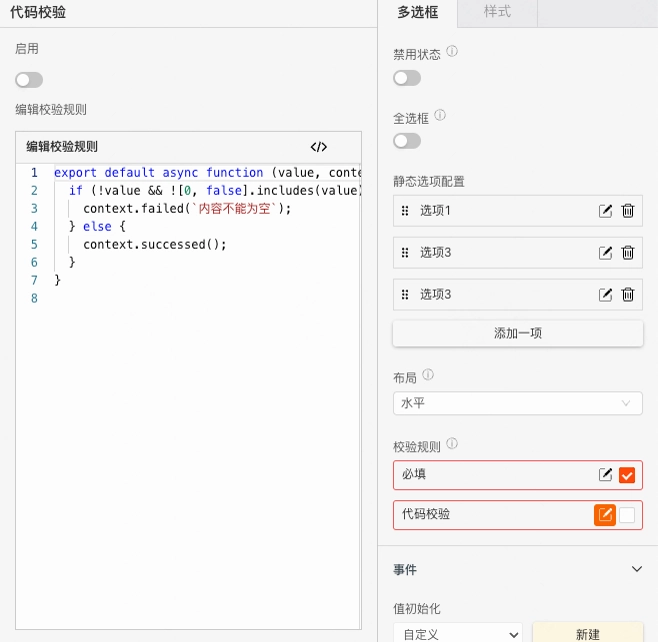 代码校验
启用
编辑校验规则
编辑校验规则
</>
1 export default async function (value, conte
2 if (!value && ![0, false].includes(value)
3 context.failed(`内容不能为空`);
4 } else {
5 context.successed();
6 }
7 }
8
多选框
样式
禁用状态
全选框
静态选项配置
选项1
选项3
选项3
添加一项
布局
水平
校验规则
必填
代码校验
事件
值初始化
自定义
新建